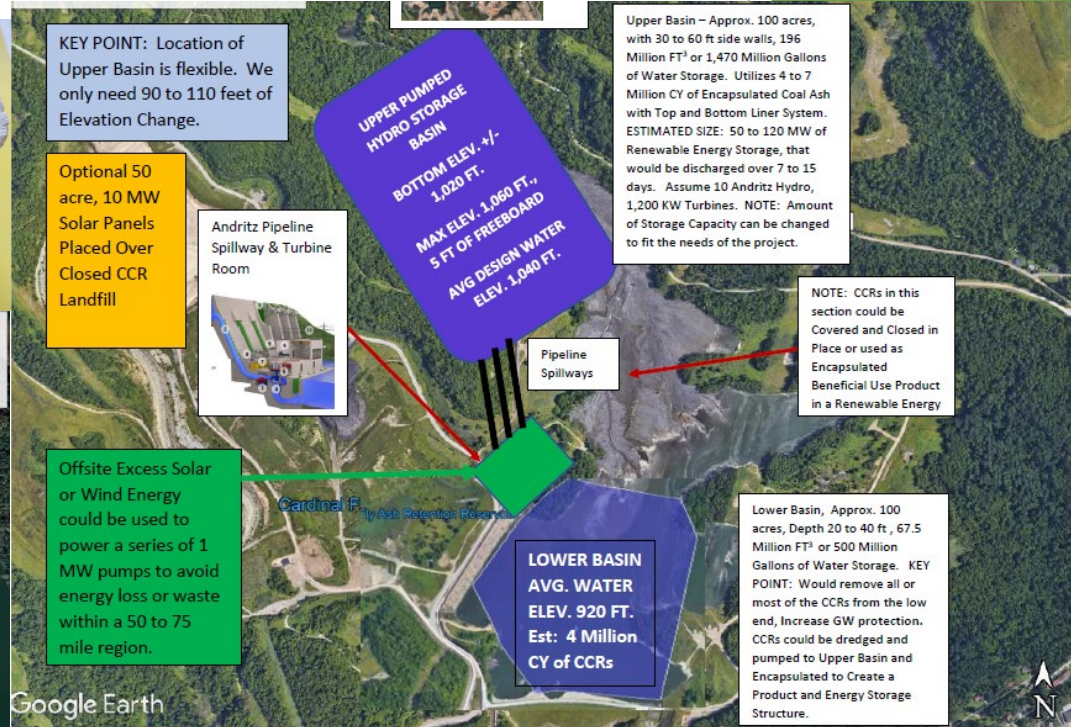 KEY POINT: Location of
Upper Basin is flexible. We
only need 90 to 110 feet of
Elevation Change.
Optional 50
acre, 10 MW
Solar Panels
Placed Over
Closed CCR
Landfill
Andritz Pipeline
Spillway & Turbine
Room
Offsite Excess Solar
or Wind Energy
could be used to
power a series of 1
MW pumps to avoid
energy loss or waste
within a 50 to 75
mile region.
UPPER PUMPED
HYDRO STORAGE
BASIN
BOTTOM ELEV. +/-
1,020 FT.
MAX ELEV. 1,060 FT.,
5 FT OF FREEBOARD
AVG DESIGN WATER
ELEV. 1,040 FT.
Pipeline
Spillways
Cardinal F
ly Ash Retention Reserv
LOWER BASIN
AVG. WATER
ELEV. 920 FT.
Est: 4 Million
CY of CCRs
Upper Basin – Approx. 100 acres,
with 30 to 60 ft side walls, 196
Million FT³ or 1,470 Million Gallons
of Water Storage. Utilizes 4 to 7
Million CY of Encapsulated Coal Ash
with Top and Bottom Liner System.
ESTIMATED SIZE: 50 to 120 MW of
Renewable Energy Storage, that
would be discharged over 7 to 15
days. Assume 10 Andritz Hydro,
1,200 KW Turbines. NOTE: Amount
of Storage Capacity can be changed
to fit the needs of the project.
NOTE: CCRs in this
section could be
Covered and Closed in
Place or used as
Encapsulated
Beneficial Use Product
in a Renewable Energy
Lower Basin, Approx. 100
acres, Depth 20 to 40 ft , 67.5
Million FT³ or 500 Million
Gallons of Water Storage. KEY
POINT: Would remove all or
most of the CCRs from the low
end, Increase GW protection.
CCRs could be dredged and
pumped to Upper Basin and
Encapsulated to Create a
Product and Energy Storage
Structure.
Google Earth
N